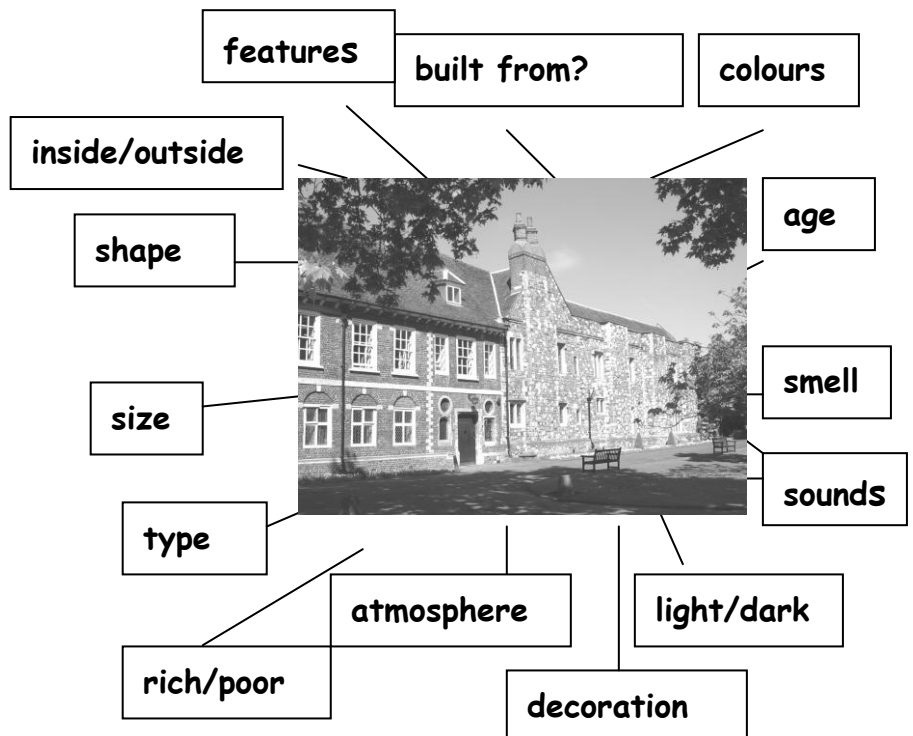 features
built from?
colours
inside/outside
age
shape
smell
size
sounds
type
atmosphere
light/dark
rich/poor
decoration